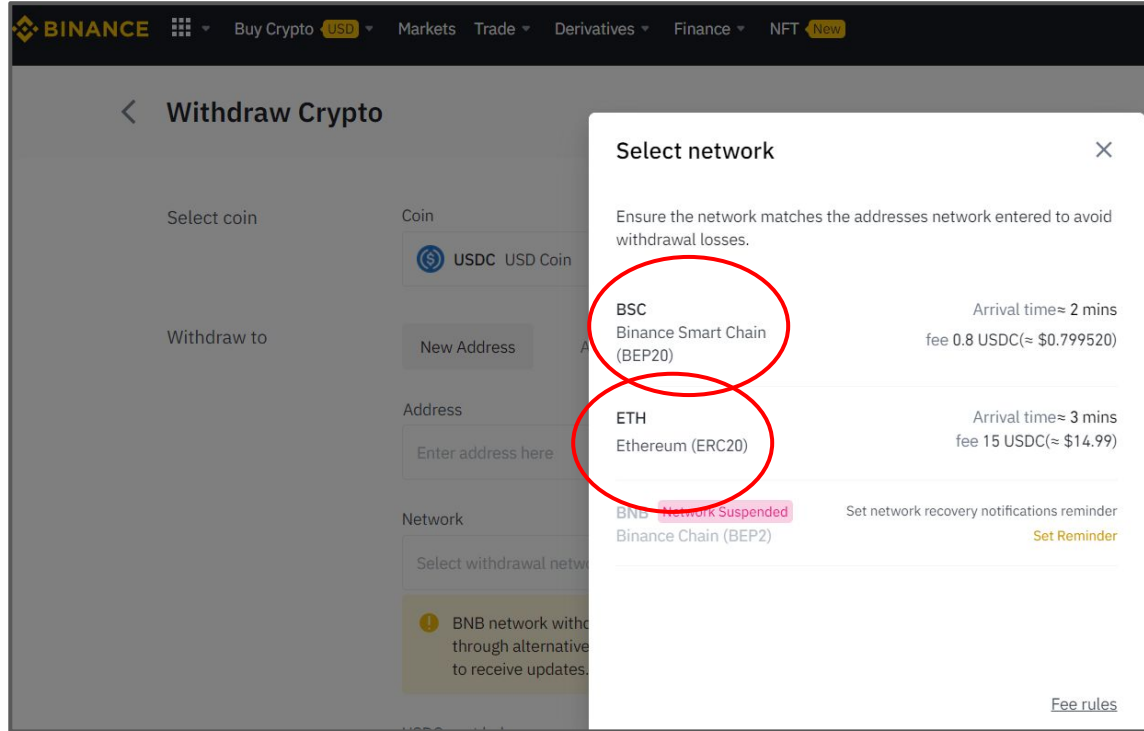 BINANCE Buy Crypto USD Markets Trade Derivatives Finance NFT New
Withdraw Crypto
Select coin
Coin
USDC USD Coin
Withdraw to
New Address
Address
Enter address here
Network
Select withdrawal
BNB network
through alternative
to receive updates.
Select network
Ensure the network matches the addresses network entered to avoid
withdrawal losses.
BSC
Binance Smart Chain
(BEP20)
Arrival time≈ 2 mins
fee 0.8 USDC(≈ $0.799520)
ETH
Ethereum (ERC20)
Arrival time≈ 3 mins
fee 15 USDC(≈ $14.99)
BNB Network Suspended
Binance Chain (BEP2)
Set network recovery notifications reminder
Set Reminder
Fee rules